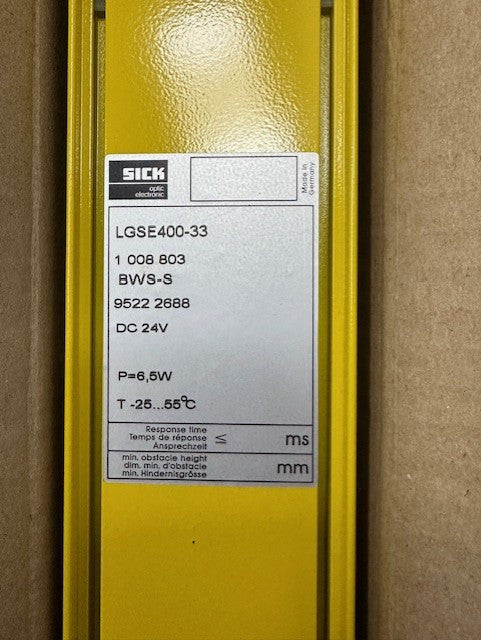 SICK
optic
electronic
Made in
Germany
LGSE400-33
1 008 803
BWS-S
9522 2688
DC 24V
P=6,5W
T -25...55°C
Response time
Temps de réponse ≤ ms
Ansprechzeit
min. obstacle height
dim. min. d'obstacle mm
min. Hindernisgrösse